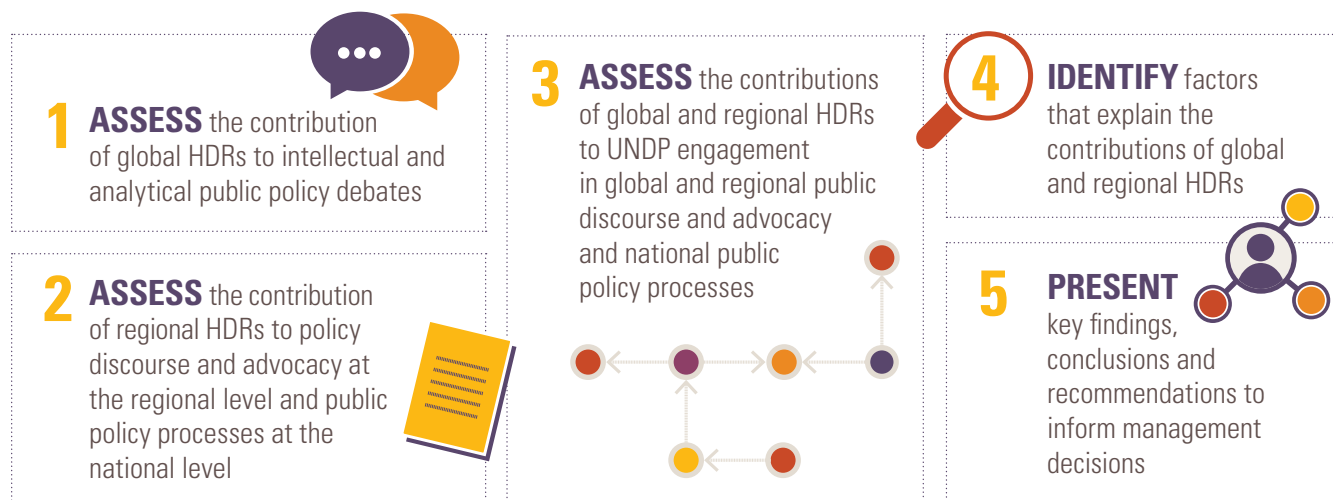 1 ASSESS the contribution
of global HDRs to intellectual and
analytical public policy debates
2 ASSESS the contribution
of regional HDRs to policy
discourse and advocacy at
the regional level and public
policy processes at the
national level
3 ASSESS the contributions
of global and regional HDRs
to UNDP engagement
in global and regional public
discourse and advocacy
and national public
policy processes
4 IDENTIFY factors
that explain the
contributions of global
and regional HDRs
5 PRESENT
key findings,
conclusions and
recommendations to
inform management
decisions